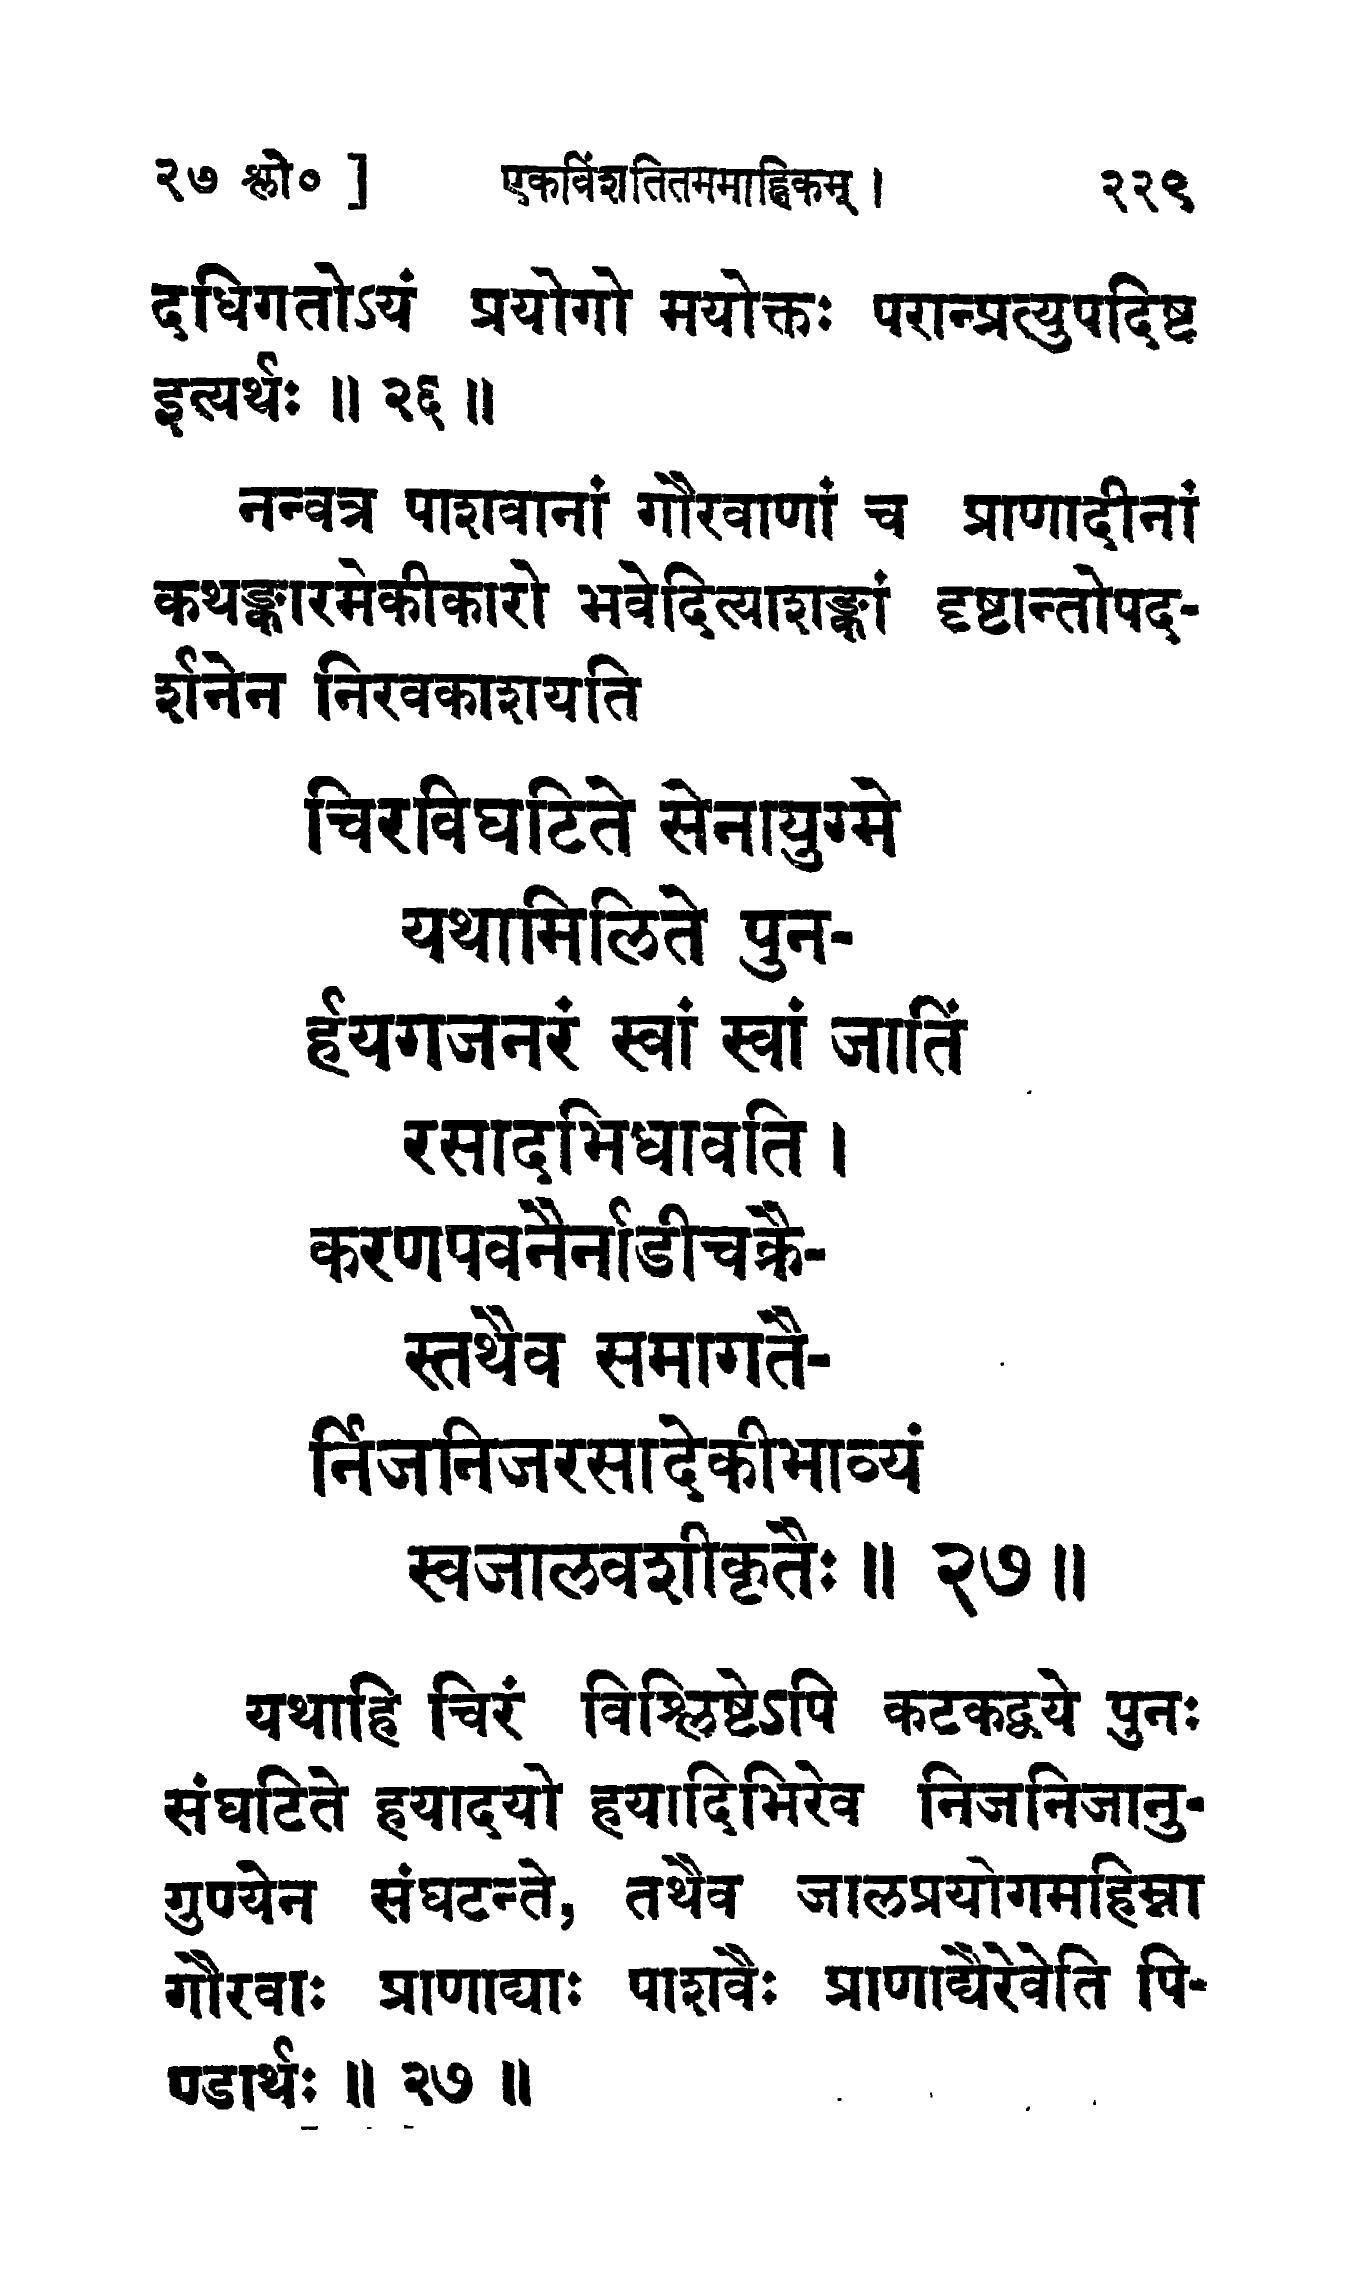 २७ श्लो० ] एकविंशतितममाह्निकम् । २२९
दधिगतोऽयं प्रयोगो मयोक्तः परान्प्रत्युपदिष्ट
इत्यर्थः ॥ २६ ॥
नन्वत्र पाशवानां गौरवाणां च प्राणादीनां
कथङ्कारमेकीकारो भवेदित्याशङ्कां दृष्टान्तोपद-
र्शनेन निरवकाशयति
चिरविघटिते सेनायुग्मे
यथामिलिते पुन-
र्हयगजनरं स्वां स्वां जातिं
रसादभिधावति ।
करणपवनैर्नाडीचक्रै-
स्तथैव समागतै-
र्निजनिजरसादेकीभाव्यं
स्वजालवशीकृतैः ॥ २७ ॥
यथाहि चिरं विश्लिष्टेऽपि कटकद्वये पुनः
संघटिते हयादयो हयादिभिरेव निजनिजानु-
गुण्येन संघटन्ते, तथैव जालप्रयोगमहिम्ना
गौरवाः प्राणाद्याः पाशवैः प्राणाद्यैरेवेति पि-
ण्डार्थः ॥ २७ ॥